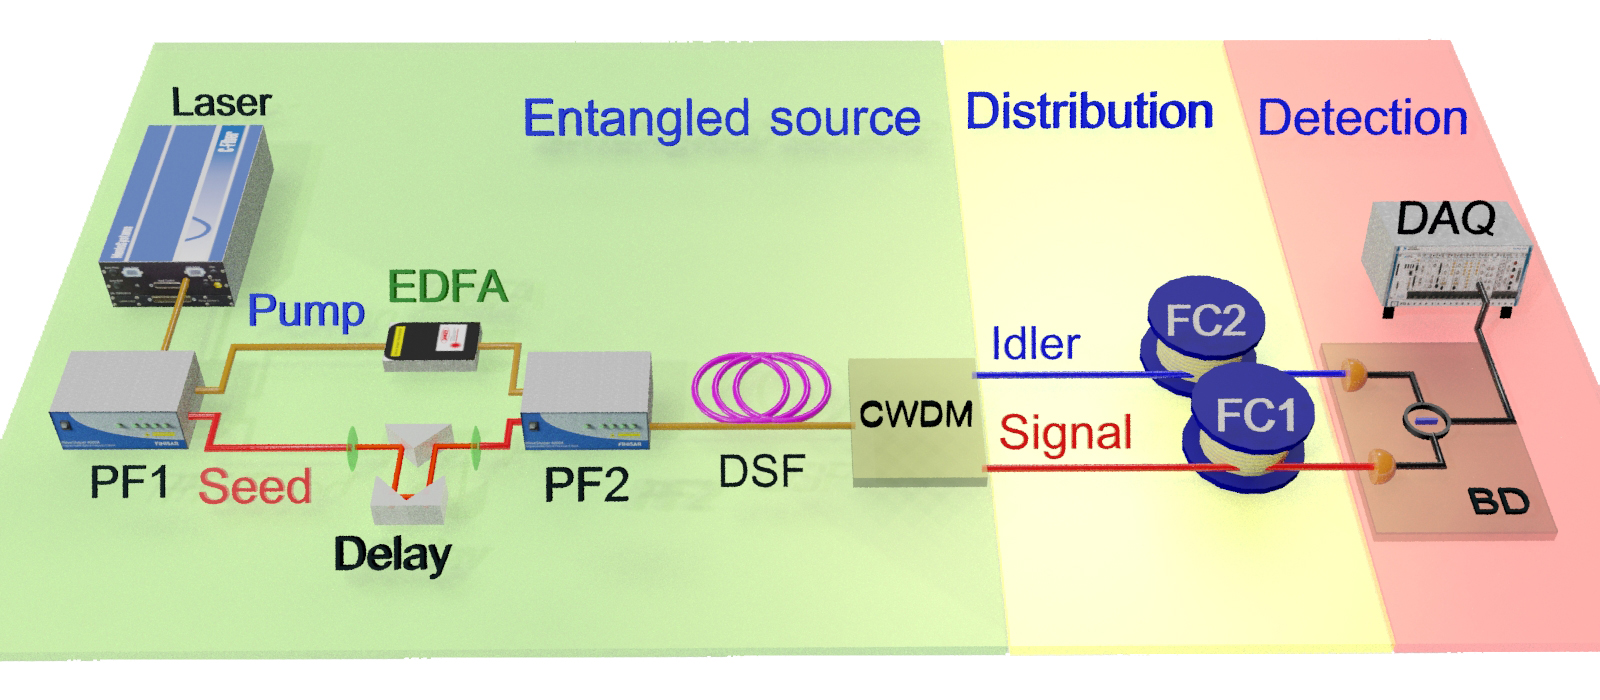 Laser
Entangled source
Distribution
Detection
DAQ
EDFA
Pump
FC2
Idler
CWDM
FC1
Signal
PF1
Seed
PF2
DSF
BD
Delay